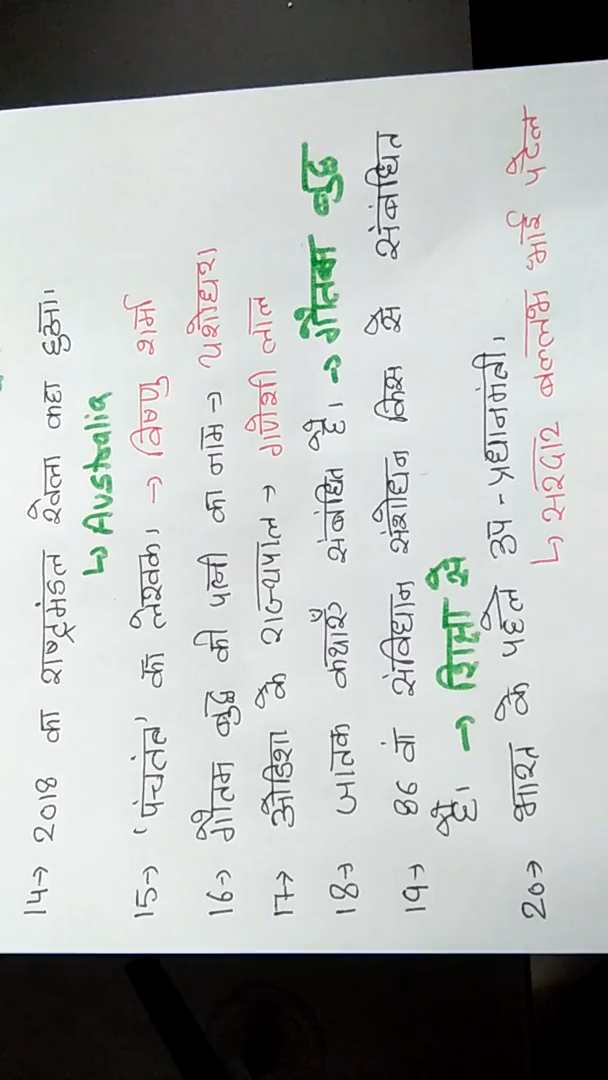 14→ 2018 का राष्ट्रमंडल खेल कहा हुआ।
↳ Australia
15→ 'पंचतंत्र' का लेखक। → विष्णु शर्मा
16→ गौतम बुद्ध की पत्नी का नाम → यशोधरा
17→ ओडिशा के राज्यपाल → गणेशी लाल
18→ जातक कथाएँ संबंधित है। → गौतम बुद्ध
19→ 86 वां संविधान संशोधन किस से संबंधित
है। → शिक्षा से
20→ भारत के पहले उप-प्रधानमंत्री।
↳ सरदार बल्लभ भाई पटेल